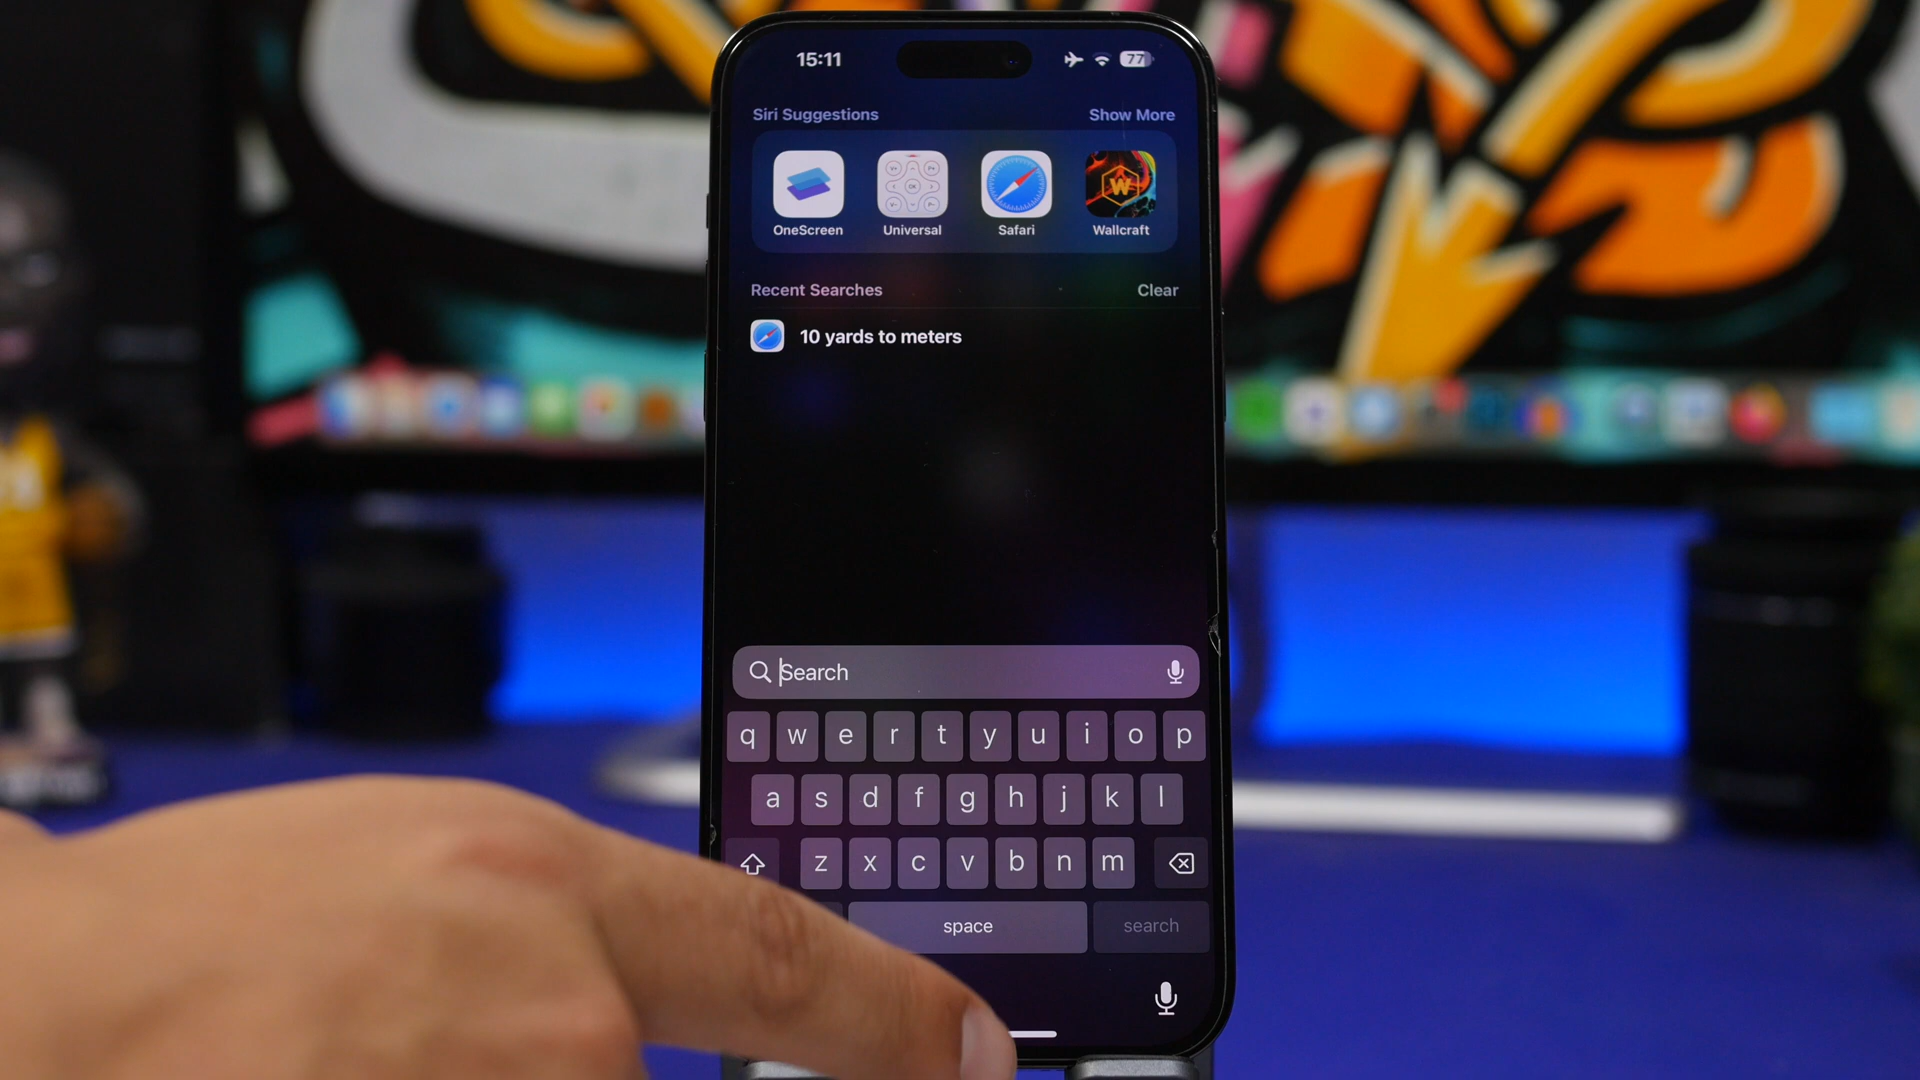 15:11
77
Siri Suggestions
Show More
OneScreen
Universal
Safari
Wallcraft
W
OK
Recent Searches
Clear
10 yards to meters
Search
q w e r t y u i o p
a s d f g h j k l
z x c v b n m
space
search